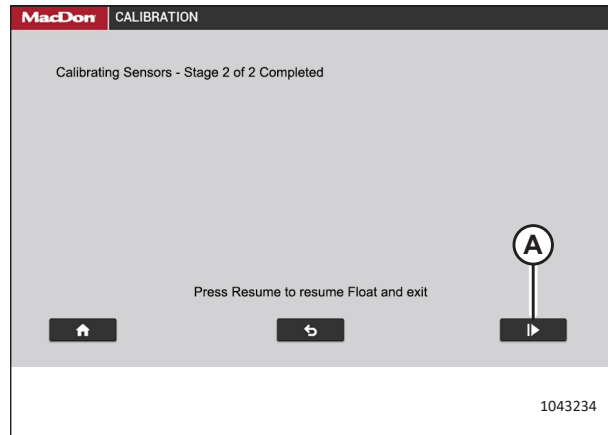 MacDon CALIBRATION
Calibrating Sensors - Stage 2 of 2 Completed
A
Press Resume to resume Float and exit
1043234